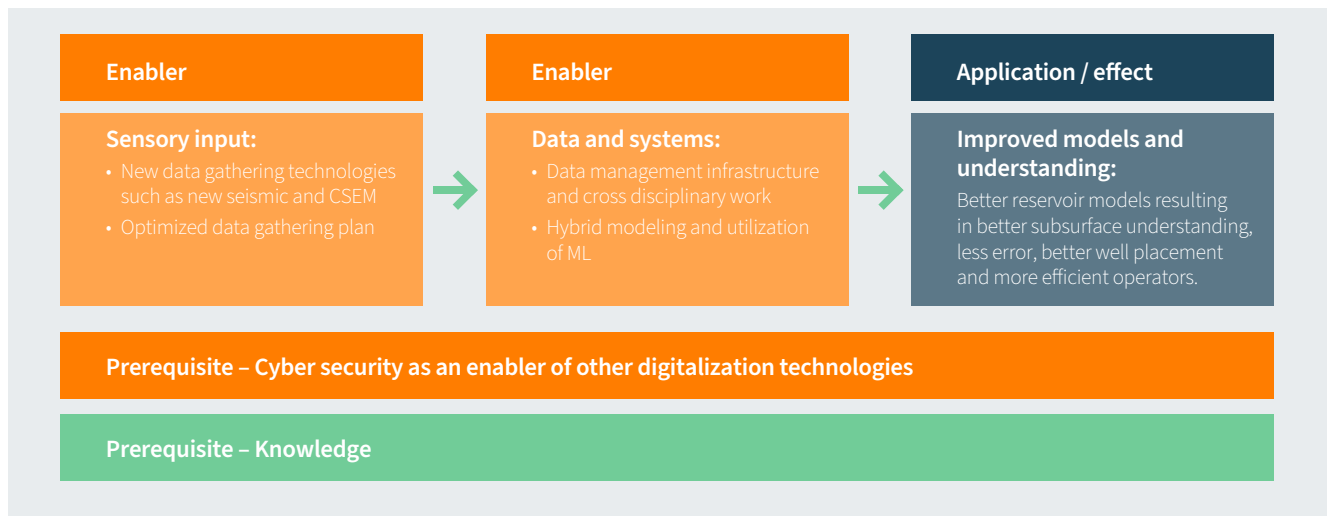 Enabler
Sensory input:
• New data gathering technologies
such as new seismic and CSEM
• Optimized data gathering plan
Enabler
Data and systems:
• Data management infrastructure
and cross disciplinary work
• Hybrid modeling and utilization
of ML
Application / effect
Improved models and
understanding:
Better reservoir models resulting
in better subsurface understanding,
less error, better well placement
and more efficient operators.
Prerequisite – Cyber security as an enabler of other digitalization technologies
Prerequisite – Knowledge